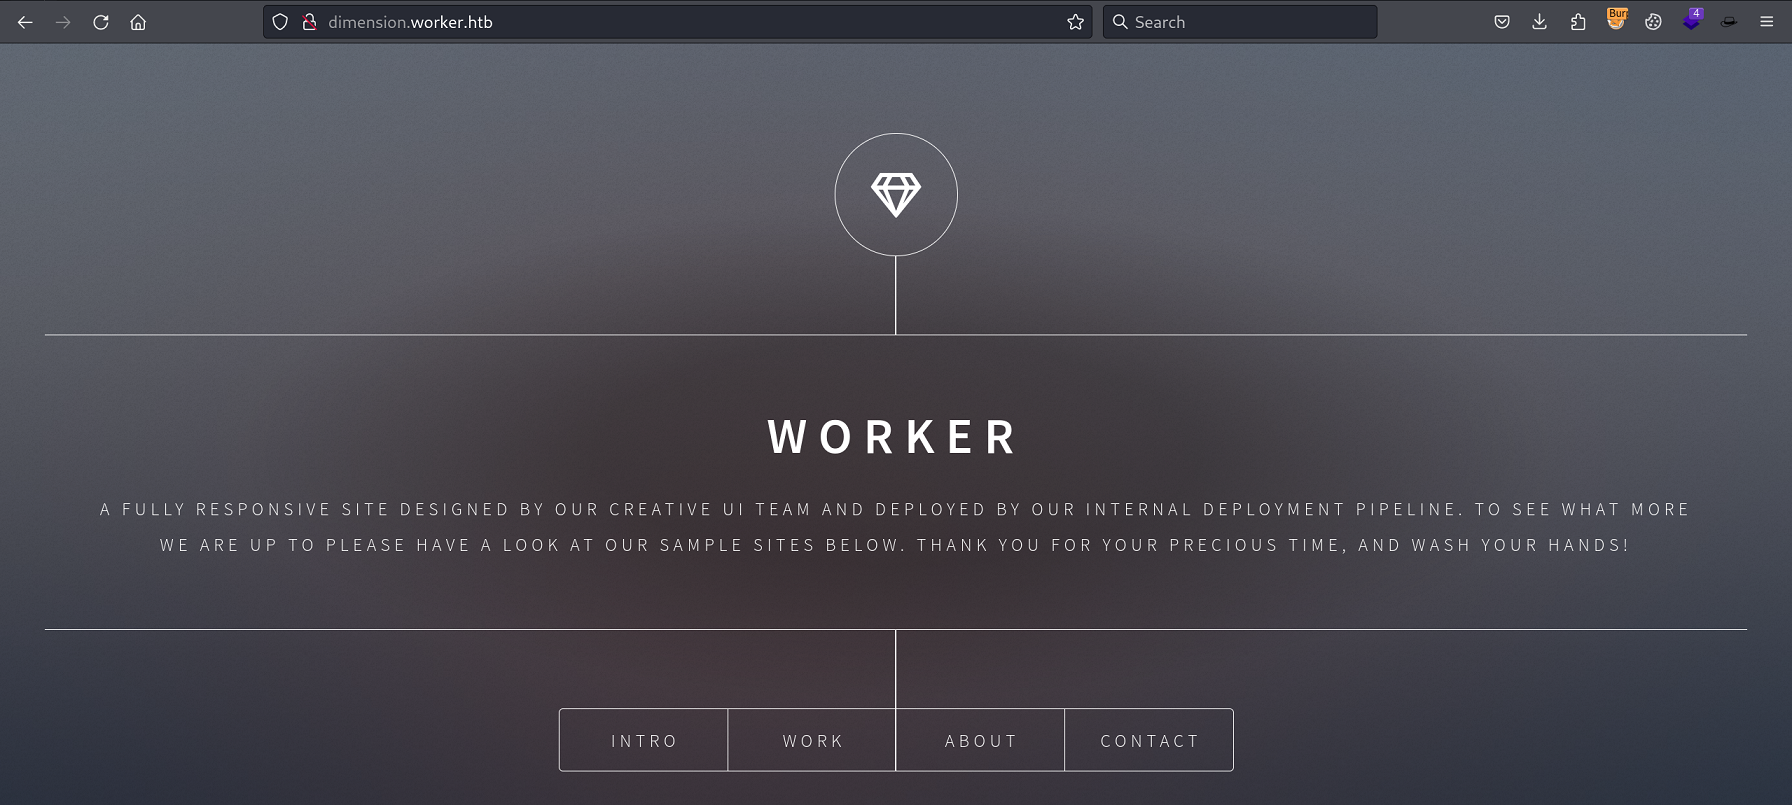 dimension.worker.htb
Search
Burp
4
WORKER
A FULLY RESPONSIVE SITE DESIGNED BY OUR CREATIVE UI TEAM AND DEPLOYED BY OUR INTERNAL DEPLOYMENT PIPELINE. TO SEE WHAT MORE
WE ARE UP TO PLEASE HAVE A LOOK AT OUR SAMPLE SITES BELOW. THANK YOU FOR YOUR PRECIOUS TIME, AND WASH YOUR HANDS!
INTRO
WORK
ABOUT
CONTACT